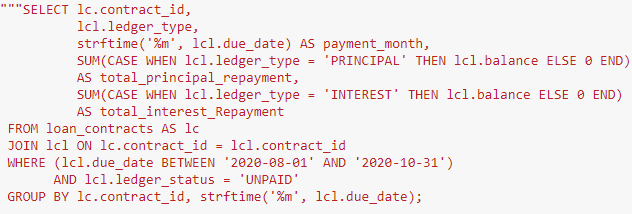 """SELECT lc.contract_id,
lcl.ledger_type,
strftime('%m', lcl.due_date) AS payment_month,
SUM(CASE WHEN lcl.ledger_type = 'PRINCIPAL' THEN lcl.balance ELSE 0 END)
AS total_principal_repayment,
SUM(CASE WHEN lcl.ledger_type = 'INTEREST' THEN lcl.balance ELSE 0 END)
AS total_interest_Repayment
FROM loan_contracts AS lc
JOIN lcl ON lc.contract_id = lcl.contract_id
WHERE (lcl.due_date BETWEEN '2020-08-01' AND '2020-10-31')
AND lcl.ledger_status = 'UNPAID'
GROUP BY lc.contract_id, strftime('%m', lcl.due_date);